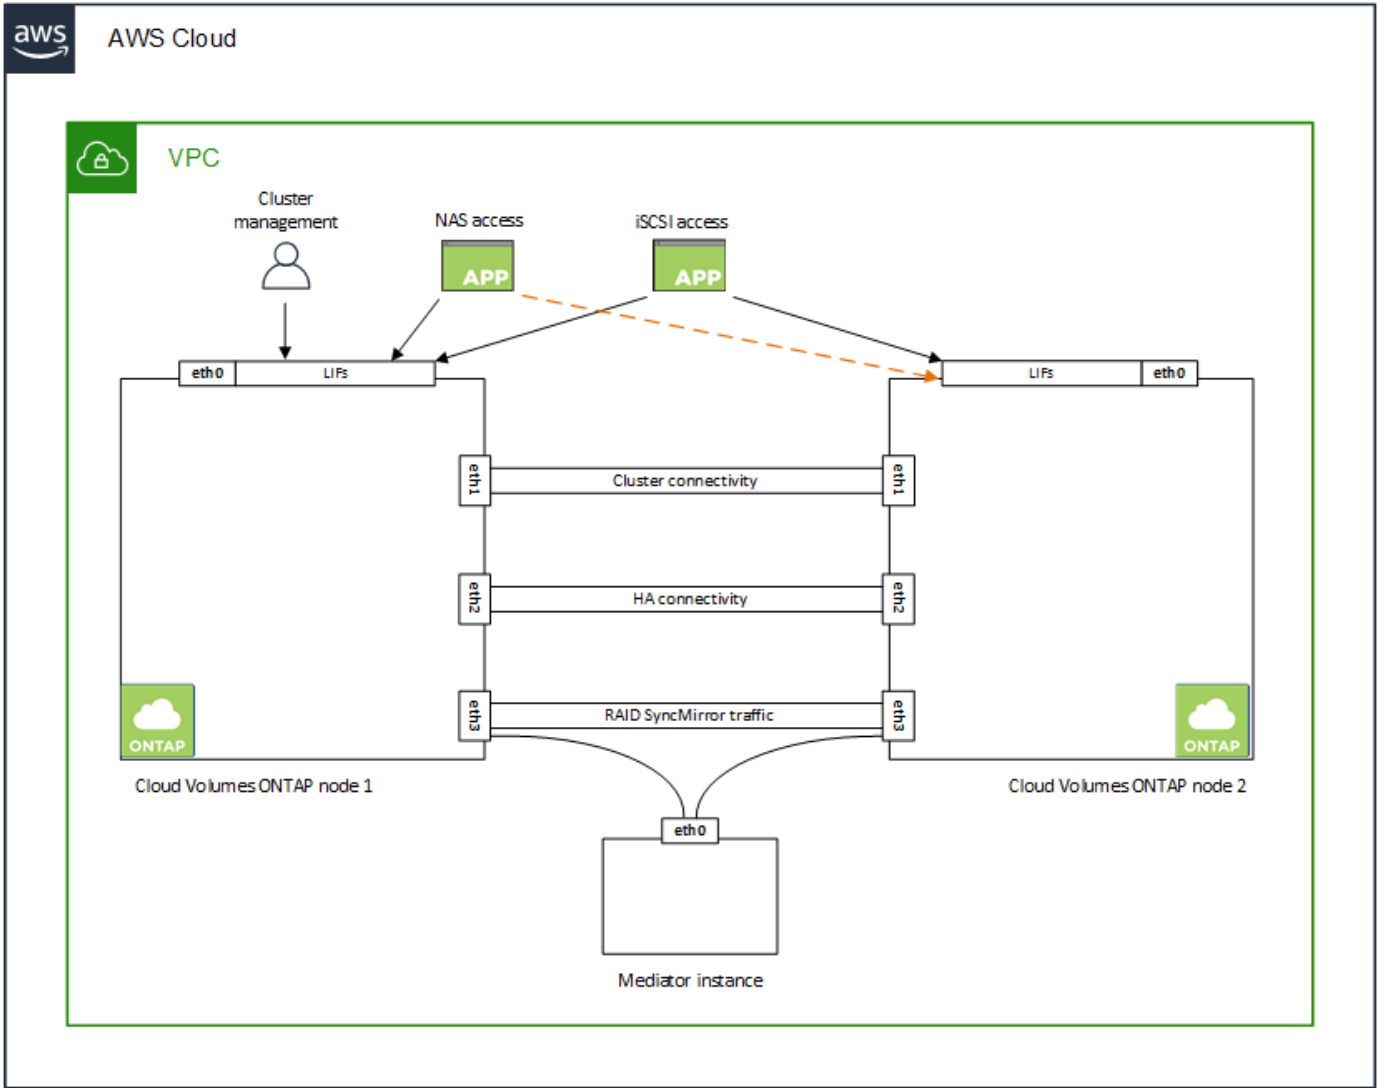 aws
AWS Cloud
VPC
Cluster
management
NAS access
iSCSI access
APP
APP
eth0
LIFs
LIFs
eth0
eth1
Cluster connectivity
eth1
eth2
HA connectivity
eth2
eth3
RAID SyncMirror traffic
eth3
ONTAP
ONTAP
Cloud Volumes ONTAP node 1
Cloud Volumes ONTAP node 2
eth0
Mediator instance